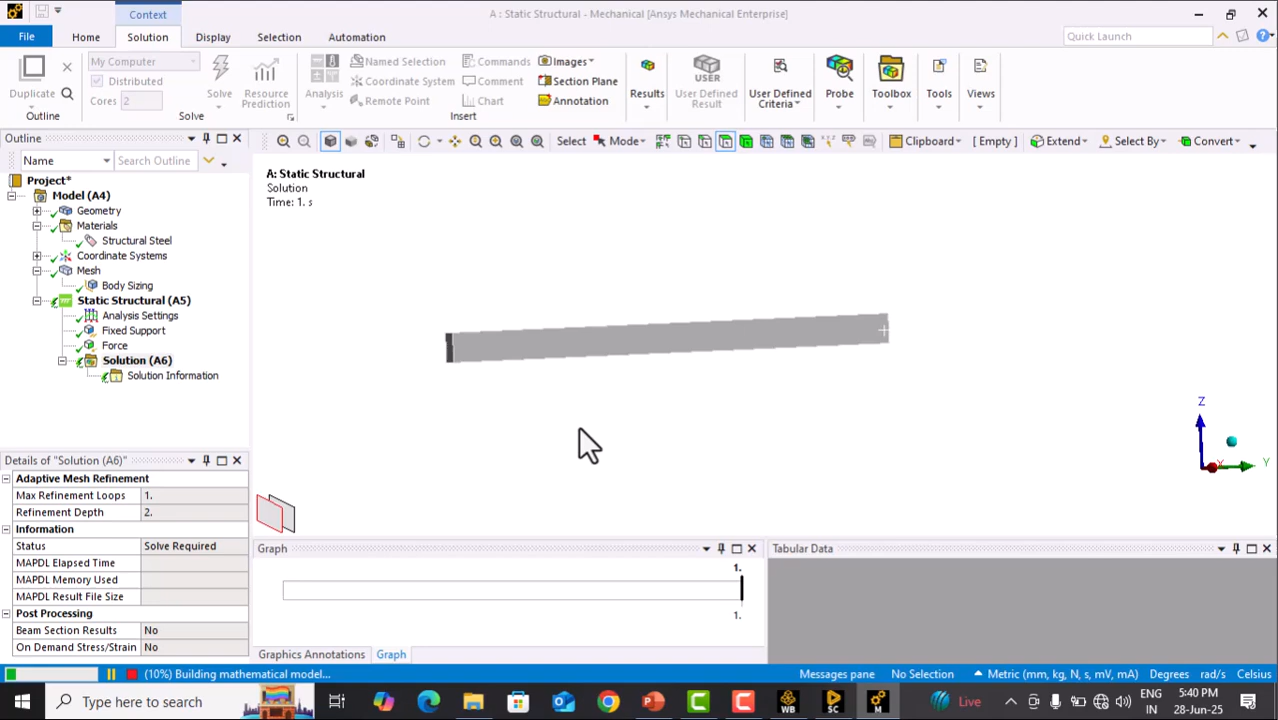 Context
A : Static Structural - Mechanical [Ansys Mechanical Enterprise]
File
Home
Solution
Display
Selection
Automation
Quick Launch
Duplicate
Outline
My Computer
Distributed
Cores 2
Solve
Resource
Prediction
Solve
Analysis
Named Selection
Coordinate System
Remote Point
Commands
Comment
Chart
Images
Section Plane
Annotation
Insert
Results
USER
User Defined
Result
User Defined
Criteria
Probe
Toolbox
Tools
Views
Outline
Name
Search Outline
Select
Mode
Clipboard
[ Empty ]
Extend
Select By
Convert
Project*
Model (A4)
Geometry
Materials
Structural Steel
Coordinate Systems
Mesh
Body Sizing
Static Structural (A5)
Analysis Settings
Fixed Support
Force
Solution (A6)
Solution Information
A: Static Structural
Solution
Time: 1. s
Z
Y
X
Details of "Solution (A6)"
Adaptive Mesh Refinement
Max Refinement Loops 1.
Refinement Depth 2.
Information
Status Solve Required
MAPDL Elapsed Time
MAPDL Memory Used
MAPDL Result File Size
Post Processing
Beam Section Results No
On Demand Stress/Strain No
Graph
1.
1.
Graphics Annotations
Graph
Tabular Data
(10%) Building mathematical model...
Messages pane
No Selection
Metric (mm, kg, N, s, mV, mA)
Degrees
rad/s
Celsius
Type here to search
WB
SC
M
Live
ENG
IN
5:40 PM
28-Jun-25